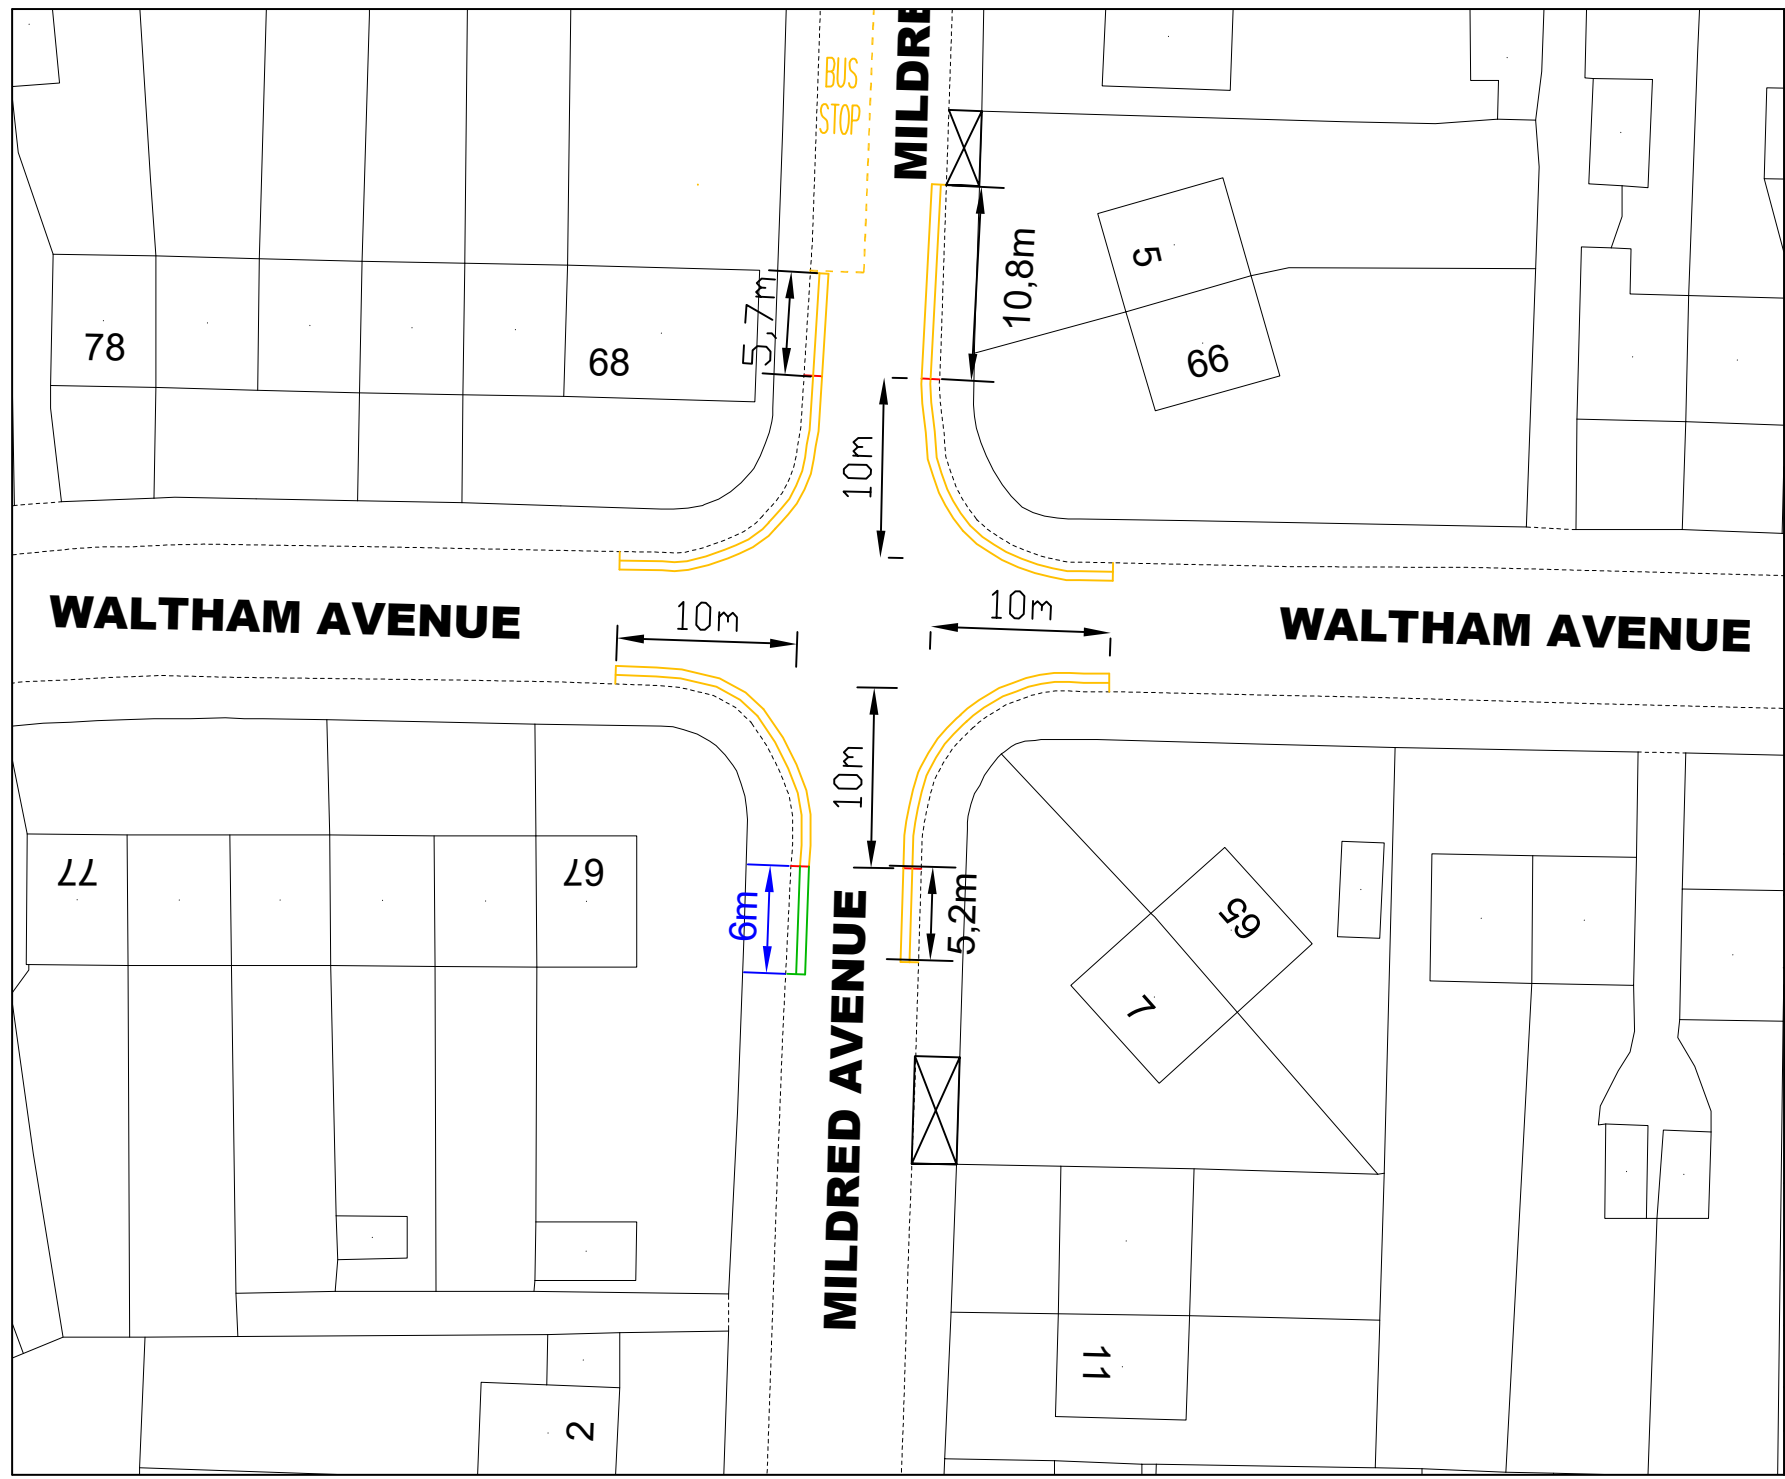 MILDRE
BUS
STOP
5
10,8m
5,7m
78
68
66
10m
WALTHAM AVENUE
10m
10m
WALTHAM AVENUE
10m
77
67
6m
5,2m
65
7
MILDRED AVENUE
11
2